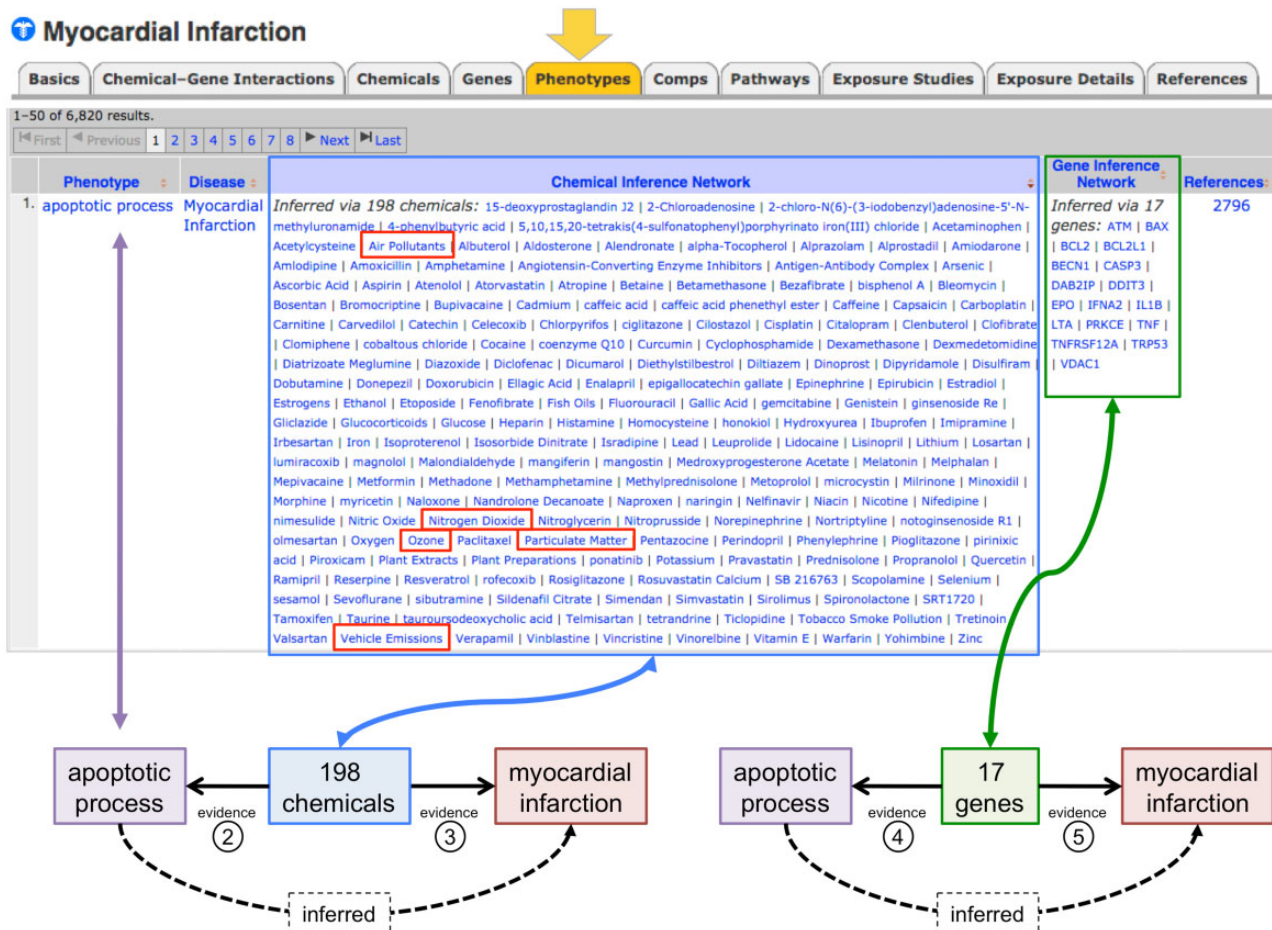 Myocardial Infarction
Basics Chemical–Gene Interactions Chemicals Genes Phenotypes Comps Pathways Exposure Studies Exposure Details References
1–50 of 6,820 results.
First Previous 1 2 3 4 5 6 7 8 Next Last
Phenotype Disease Chemical Inference Network Gene Inference Network References
1. apoptotic process
Myocardial
Infarction
Inferred via 198 chemicals: 15-deoxyprostaglandin J2 | 2-Chloroadenosine | 2-chloro-N(6)-(3-iodobenzyl)adenosine-5'-N-
methyluronamide | 4-phenylbutyric acid | 5,10,15,20-tetrakis(4-sulfonatophenyl)porphyrinato iron(III) chloride | Acetaminophen |
Acetylcysteine Air Pollutants | Albuterol | Aldosterone | Alendronate | alpha-Tocopherol | Alprazolam | Alprostadil | Amiodarone |
Amlodipine | Amoxicillin | Amphetamine | Angiotensin-Converting Enzyme Inhibitors | Antigen-Antibody Complex | Arsenic |
Ascorbic Acid | Aspirin | Atenolol | Atorvastatin | Atropine | Betaine | Betamethasone | Bezafibrate | bisphenol A | Bleomycin |
Bosentan | Bromocriptine | Bupivacaine | Cadmium | caffeic acid | caffeic acid phenethyl ester | Caffeine | Capsaicin | Carboplatin |
Carnitine | Carvedilol | Catechin | Celecoxib | Chlorpyrifos | ciglitazone | Cilostazol | Cisplatin | Citalopram | Clenbuterol | Clofibrate
| Clomiphene | cobaltous chloride | Cocaine | coenzyme Q10 | Curcumin | Cyclophosphamide | Dexamethasone | Dexmedetomidine
| Diatrizoate Meglumine | Diazoxide | Diclofenac | Dicumarol | Diethylstilbestrol | Diltiazem | Dinoprost | Dipyridamole | Disulfiram |
Dobutamine | Donepezil | Doxorubicin | Ellagic Acid | Enalapril | epigallocatechin gallate | Epinephrine | Epirubicin | Estradiol |
Estrogens | Ethanol | Etoposide | Fenofibrate | Fish Oils | Fluorouracil | Gallic Acid | gemcitabine | Genistein | ginsenoside Re |
Gliclazide | Glucocorticoids | Glucose | Heparin | Histamine | Homocysteine | honokiol | Hydroxyurea | Ibuprofen | Imipramine |
Irbesartan | Iron | Isoproterenol | Isosorbide Dinitrate | Isradipine | Lead | Leuprolide | Lidocaine | Lisinopril | Lithium | Losartan |
lumiracoxib | magnolol | Malondialdehyde | mangiferin | mangostin | Medroxyprogesterone Acetate | Melatonin | Melphalan |
Mepivacaine | Metformin | Methadone | Methamphetamine | Methylprednisolone | Metoprolol | microcystin | Milrinone | Minoxidil |
Morphine | myricetin | Naloxone | Nandrolone Decanoate | Naproxen | naringin | Nelfinavir | Niacin | Nicotine | Nifedipine |
nimesulide | Nitric Oxide Nitrogen Dioxide Nitroglycerin | Nitroprusside | Norepinephrine | Nortriptyline | notoginsenoside R1 |
olmesartan | Oxygen Ozone Paclitaxel Particulate Matter Pentazocine | Perindopril | Phenylephrine | Pioglitazone | pirinixic
acid | Piroxicam | Plant Extracts | Plant Preparations | ponatinib | Potassium | Pravastatin | Prednisolone | Propranolol | Quercetin |
Ramipril | Reserpine | Resveratrol | rofecoxib | Rosiglitazone | Rosuvastatin Calcium | SB 216763 | Scopolamine | Selenium |
sesamol | Sevoflurane | sibutramine | Sildenafil Citrate | Simendan | Simvastatin | Sirolimus | Spironolactone | SRT1720 |
Tamoxifen | Taurine | tauroursodeoxycholic acid | Telmisartan | tetrandrine | Ticlopidine | Tobacco Smoke Pollution | Tretinoin
Valsartan Vehicle Emissions Verapamil | Vinblastine | Vincristine | Vinorelbine | Vitamin E | Warfarin | Yohimbine | Zinc
Inferred via 17
genes: ATM | BAX
| BCL2 | BCL2L1 |
BECN1 | CASP3 |
DAB2IP | DDIT3 |
EPO | IFNA2 | IL1B |
LTA | PRKCE | TNF |
TNFRSF12A | TRP53
| VDAC1
2796
apoptotic
process
evidence
2
198
chemicals
evidence
3
myocardial
infarction
inferred
apoptotic
process
evidence
4
17
genes
evidence
5
myocardial
infarction
inferred